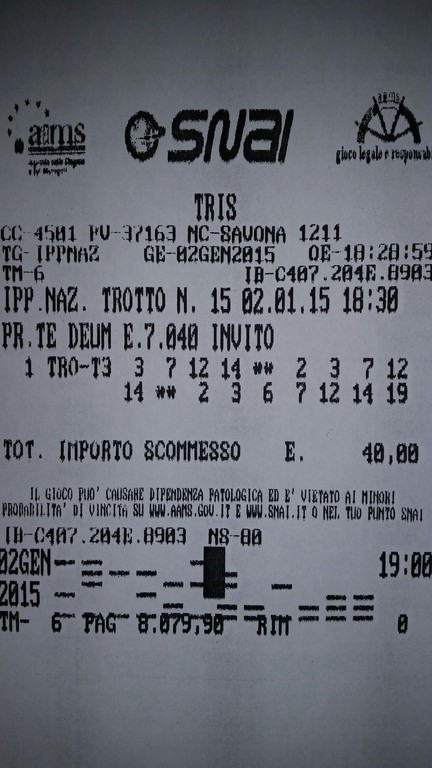 aams
SNAI
aams
gioco legale e responsabi
TRIS
CC-4501 PV-37163 NC-SAVONA 1211
TG-IPPNAZ GE-02GEN2015 OE-18:28:59
TM-6 IB-C407.204E.8903
IPP.NAZ. TROTTO N. 15 02.01.15 18:30
PR.TE DEUM E.7.040 INVITO
1 TRO-T3 3 7 12 14 ** 2 3 7 12
14 ** 2 3 6 7 12 14 19
TOT. IMPORTO SCOMMESSO E. 40,00
IL GIOCO PUO' CAUSARE DIPENDENZA PATOLOGICA ED E' VIETATO AI MINORI
PROBABILITA' DI VINCITA SU WWW.AAMS.GOV.IT E WWW.SNAI.IT O NEL TUO PUNTO SNAI
IB-C407.204E.8903 NS-80
02GEN 19:00
2015
TM- 6 PAG 8.079,90 RIM 0